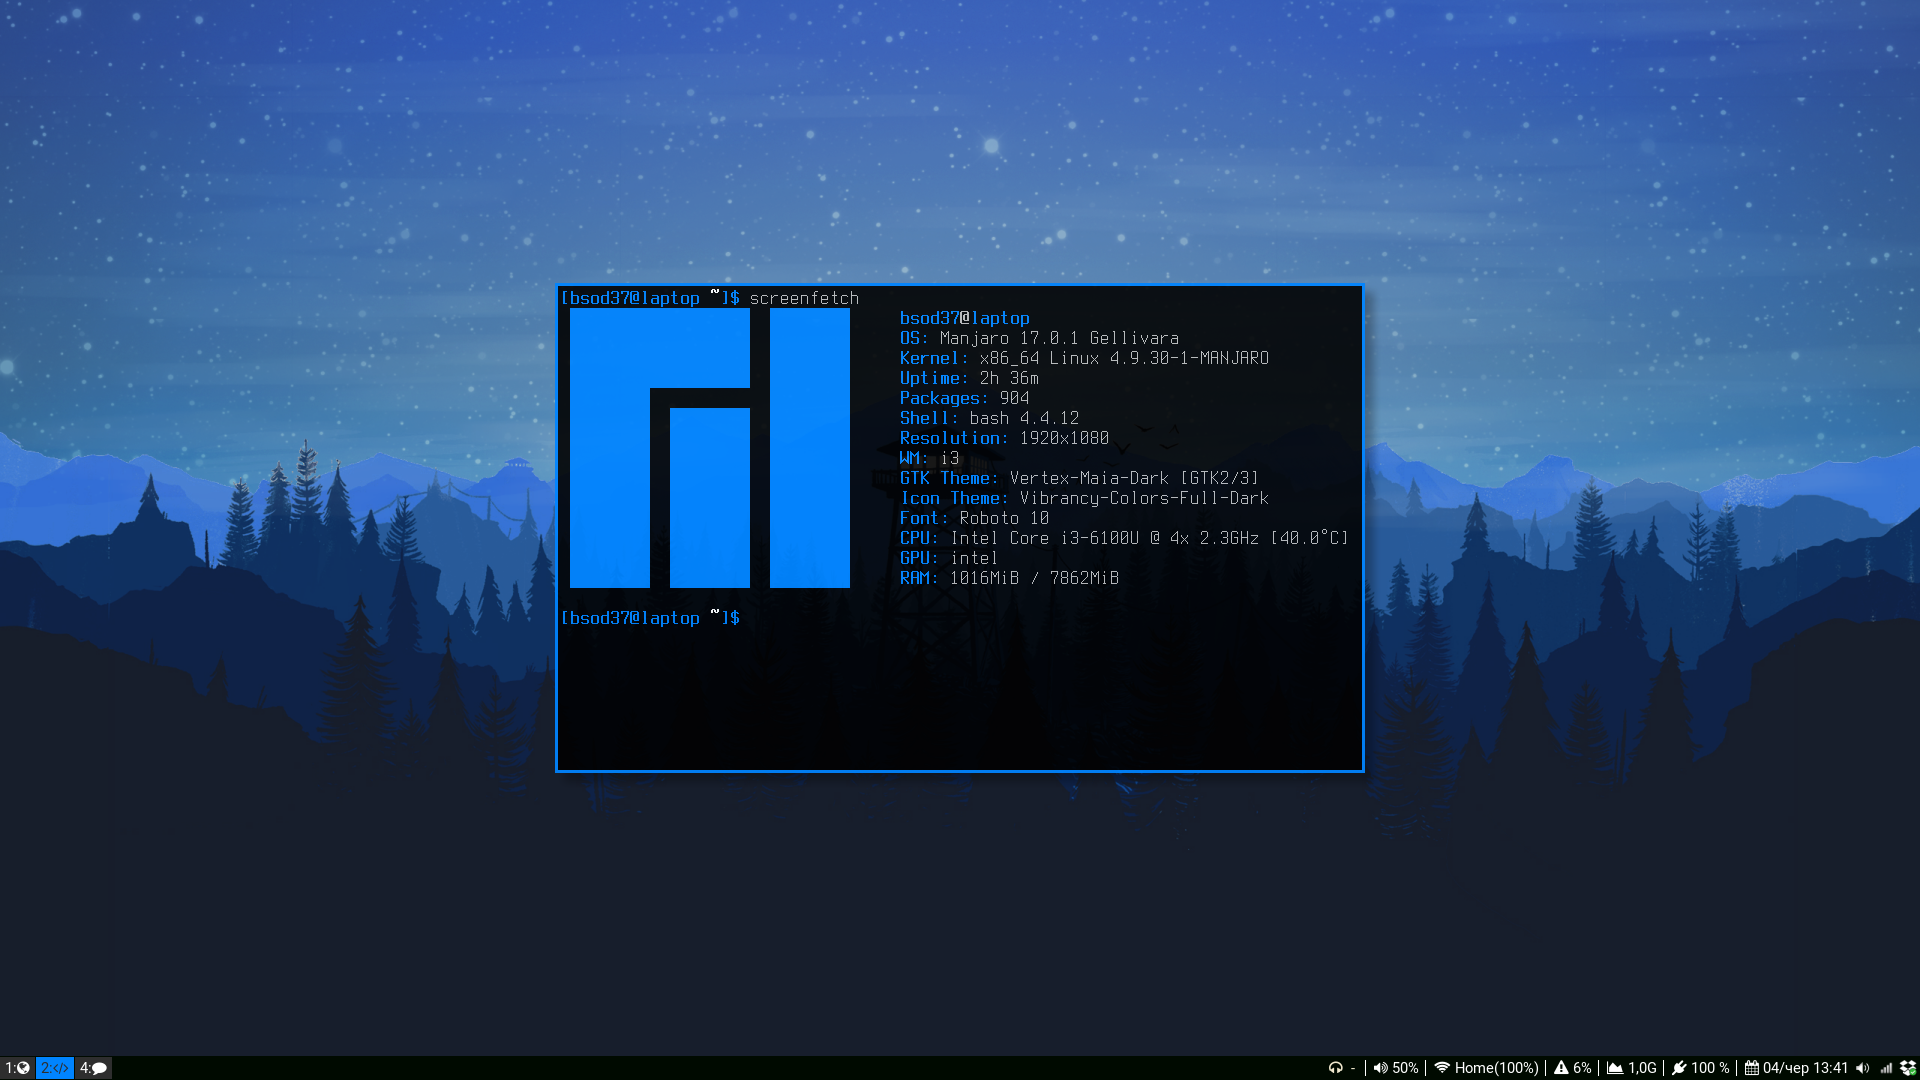 [bsod37@laptop ~]$ screenfetch
bsod37@laptop
OS: Manjaro 17.0.1 Gellivara
Kernel: x86_64 Linux 4.9.30-1-MANJARO
Uptime: 2h 36m
Packages: 904
Shell: bash 4.4.12
Resolution: 1920x1080
WM: i3
GTK Theme: Vertex-Maia-Dark [GTK2/3]
Icon Theme: Vibrancy-Colors-Full-Dark
Font: Roboto 10
CPU: Intel Core i3-6100U @ 4x 2.3GHz [40.0°C]
GPU: intel
RAM: 1016MiB / 7862MiB
[bsod37@laptop ~]$
1: 2:</> 4: - | 50% | Home(100%) | 6% | 1,0G | 100 % | 04/чер 13:41